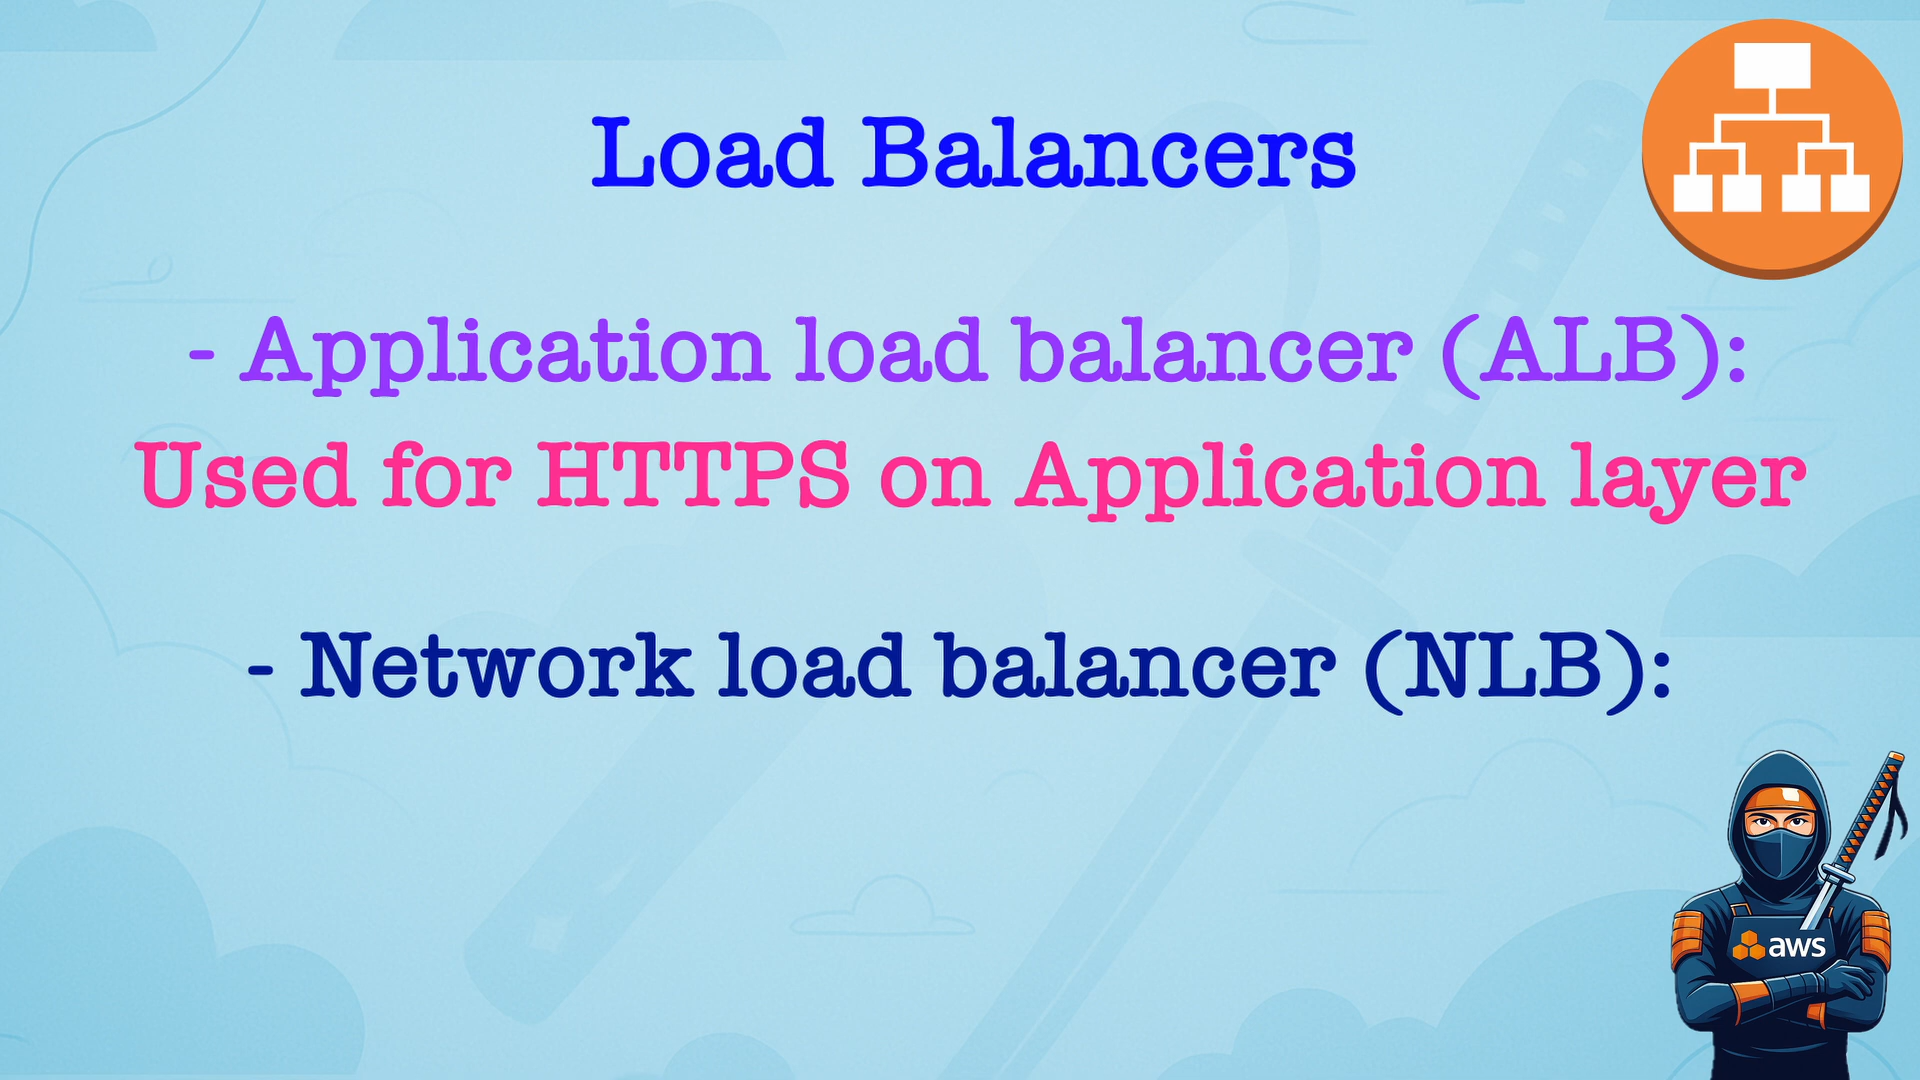 Load Balancers
- Application load balancer (ALB):
Used for HTTPS on Application layer
- Network load balancer (NLB):
aws